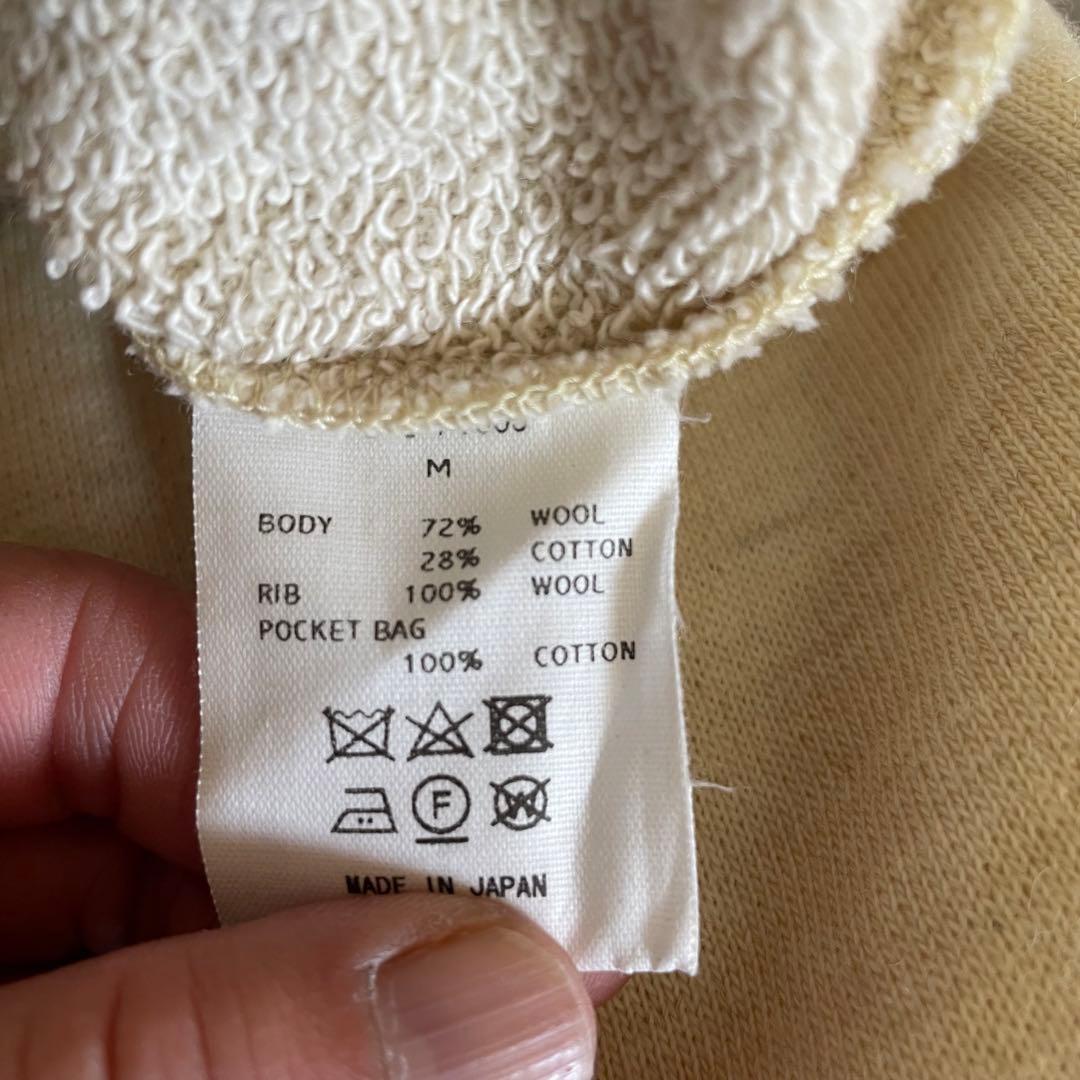 M
BODY 72% WOOL
28% COTTON
RIB 100% WOOL
POCKET BAG
100% COTTON
F
W
MADE IN JAPAN